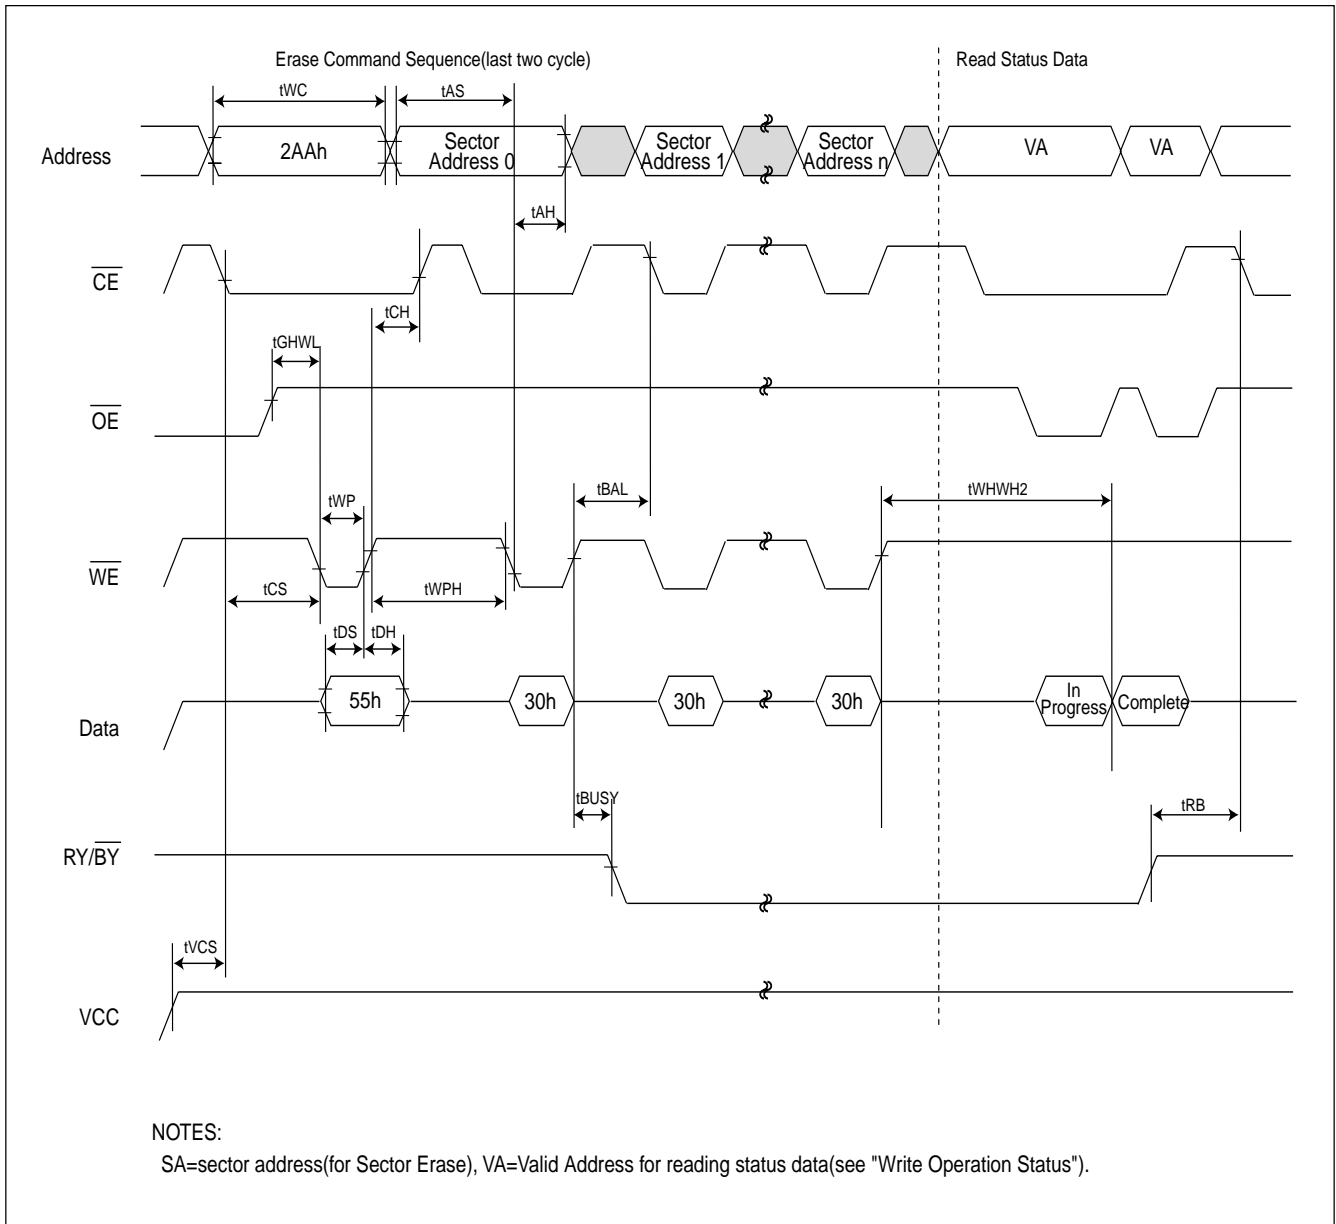 Erase Command Sequence(last two cycle)
Read Status Data
tWC
tAS
Address
2AAh
Sector
Address 0
Sector
Address 1
Sector
Address n
VA
VA
tAH
CE
tCH
tGHWL
OE
tWP
tBAL
tWHWH2
WE
tCS
tWPH
tDS
tDH
Data
55h
30h
30h
30h
In
Progress
Complete
tBUSY
tRB
RY/BY
tVCS
VCC
NOTES:
SA=sector address(for Sector Erase), VA=Valid Address for reading status data(see "Write Operation Status").